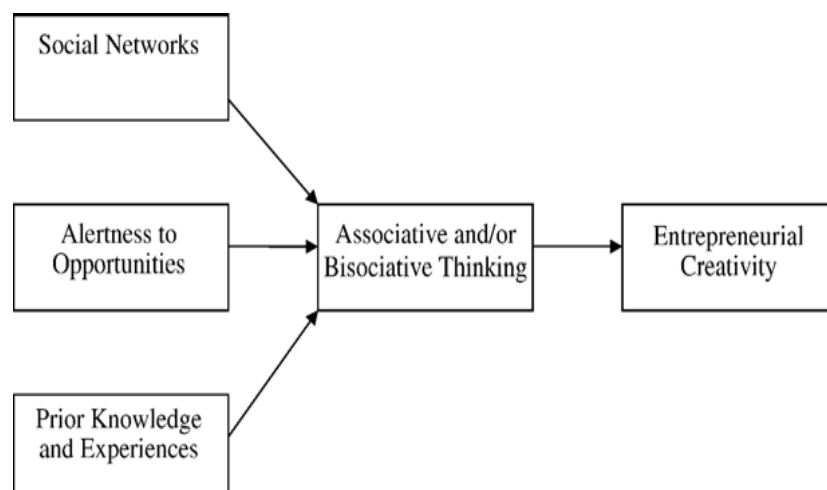 Social Networks
Alertness to
Opportunities
Prior Knowledge
and Experiences
Associative and/or
Bisociative Thinking
Entrepreneurial
Creativity